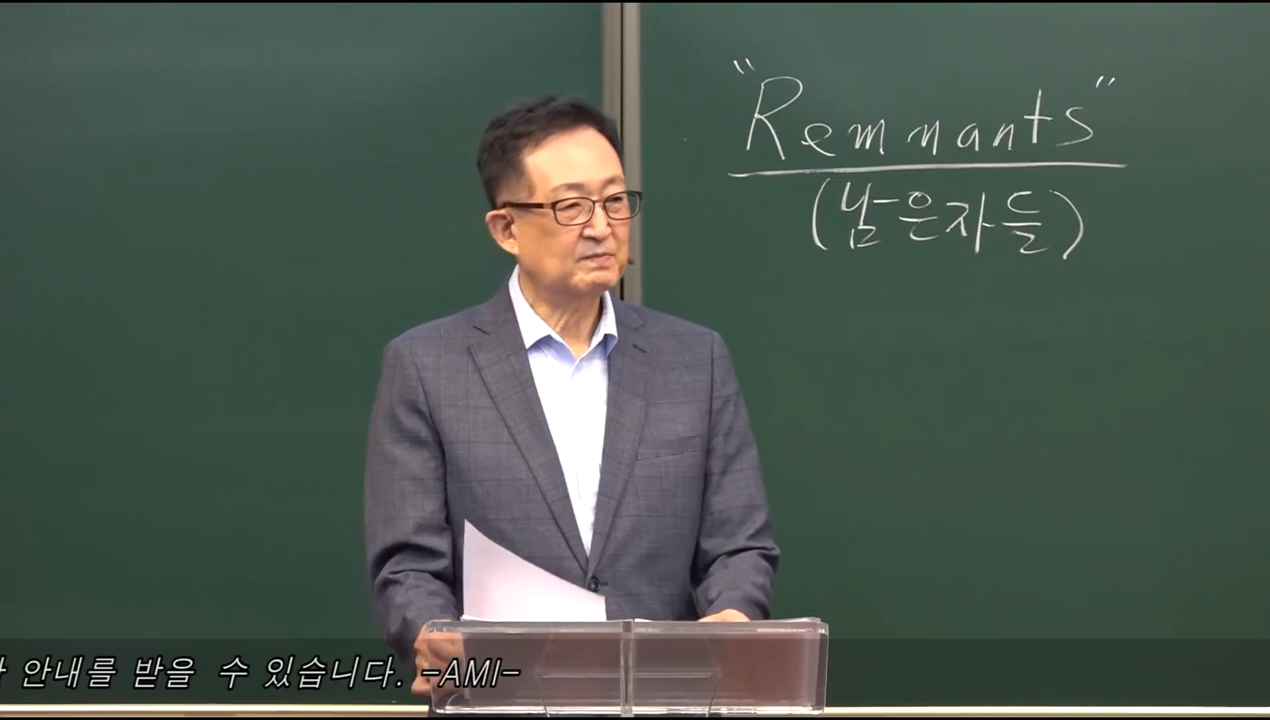 "Remnants"
(남은자들)
안내를 받을 수 있습니다. -AMI-